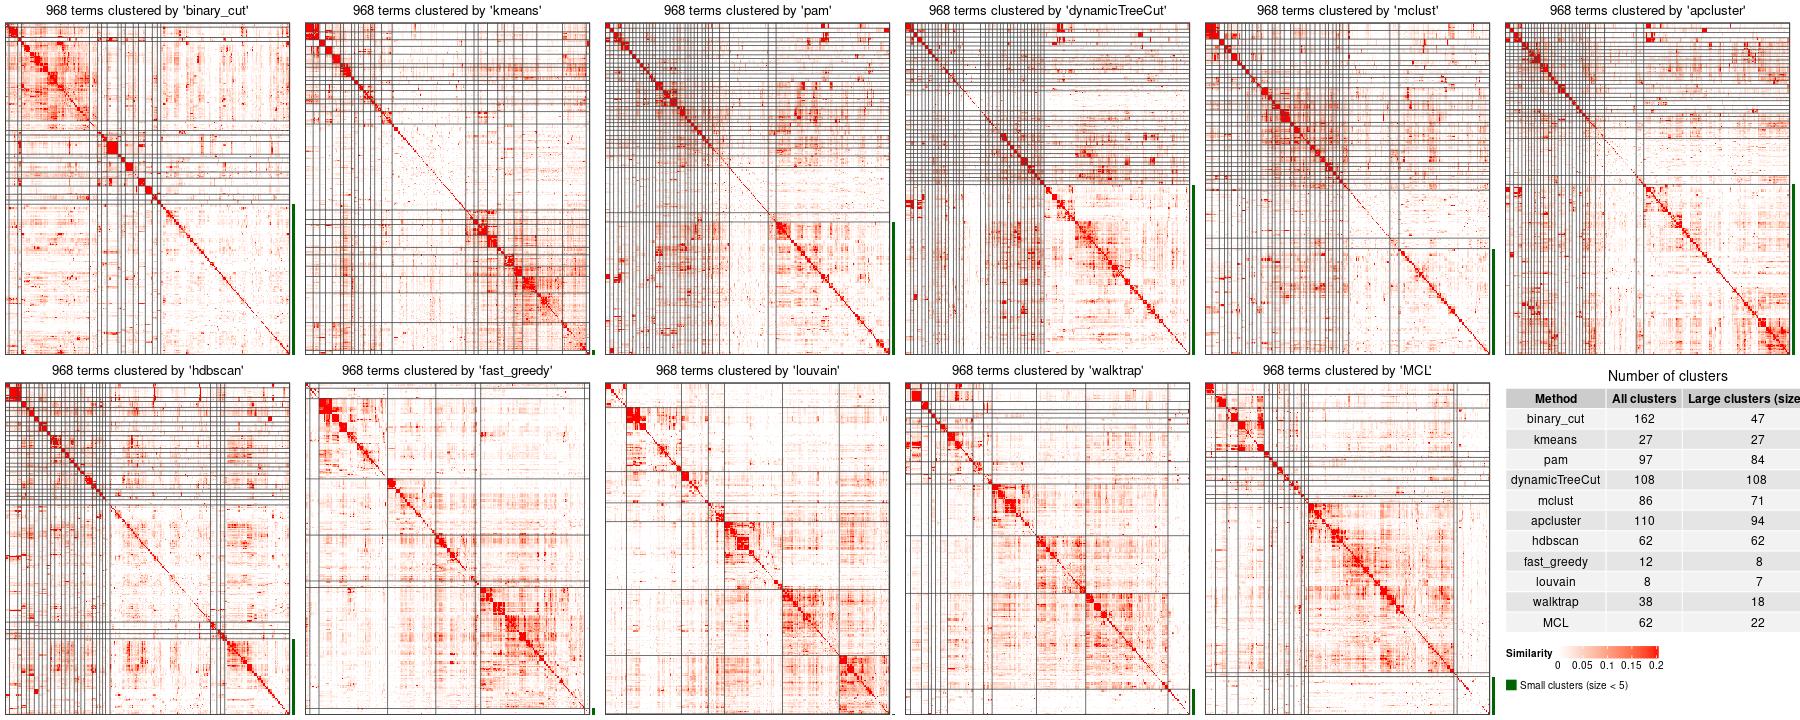 968 terms clustered by 'binary_cut'
968 terms clustered by 'kmeans'
968 terms clustered by 'pam'
968 terms clustered by 'dynamicTreeCut'
968 terms clustered by 'mclust'
968 terms clustered by 'apcluster'
968 terms clustered by 'hdbscan'
968 terms clustered by 'fast_greedy'
968 terms clustered by 'louvain'
968 terms clustered by 'walktrap'
968 terms clustered by 'MCL'
Number of clusters
Method All clusters Large clusters (size
binary_cut 162 47
kmeans 27 27
pam 97 84
dynamicTreeCut 108 108
mclust 86 71
apcluster 110 94
hdbscan 62 62
fast_greedy 12 8
louvain 8 7
walktrap 38 18
MCL 62 22
Similarity
0 0.05 0.1 0.15 0.2
Small clusters (size < 5)